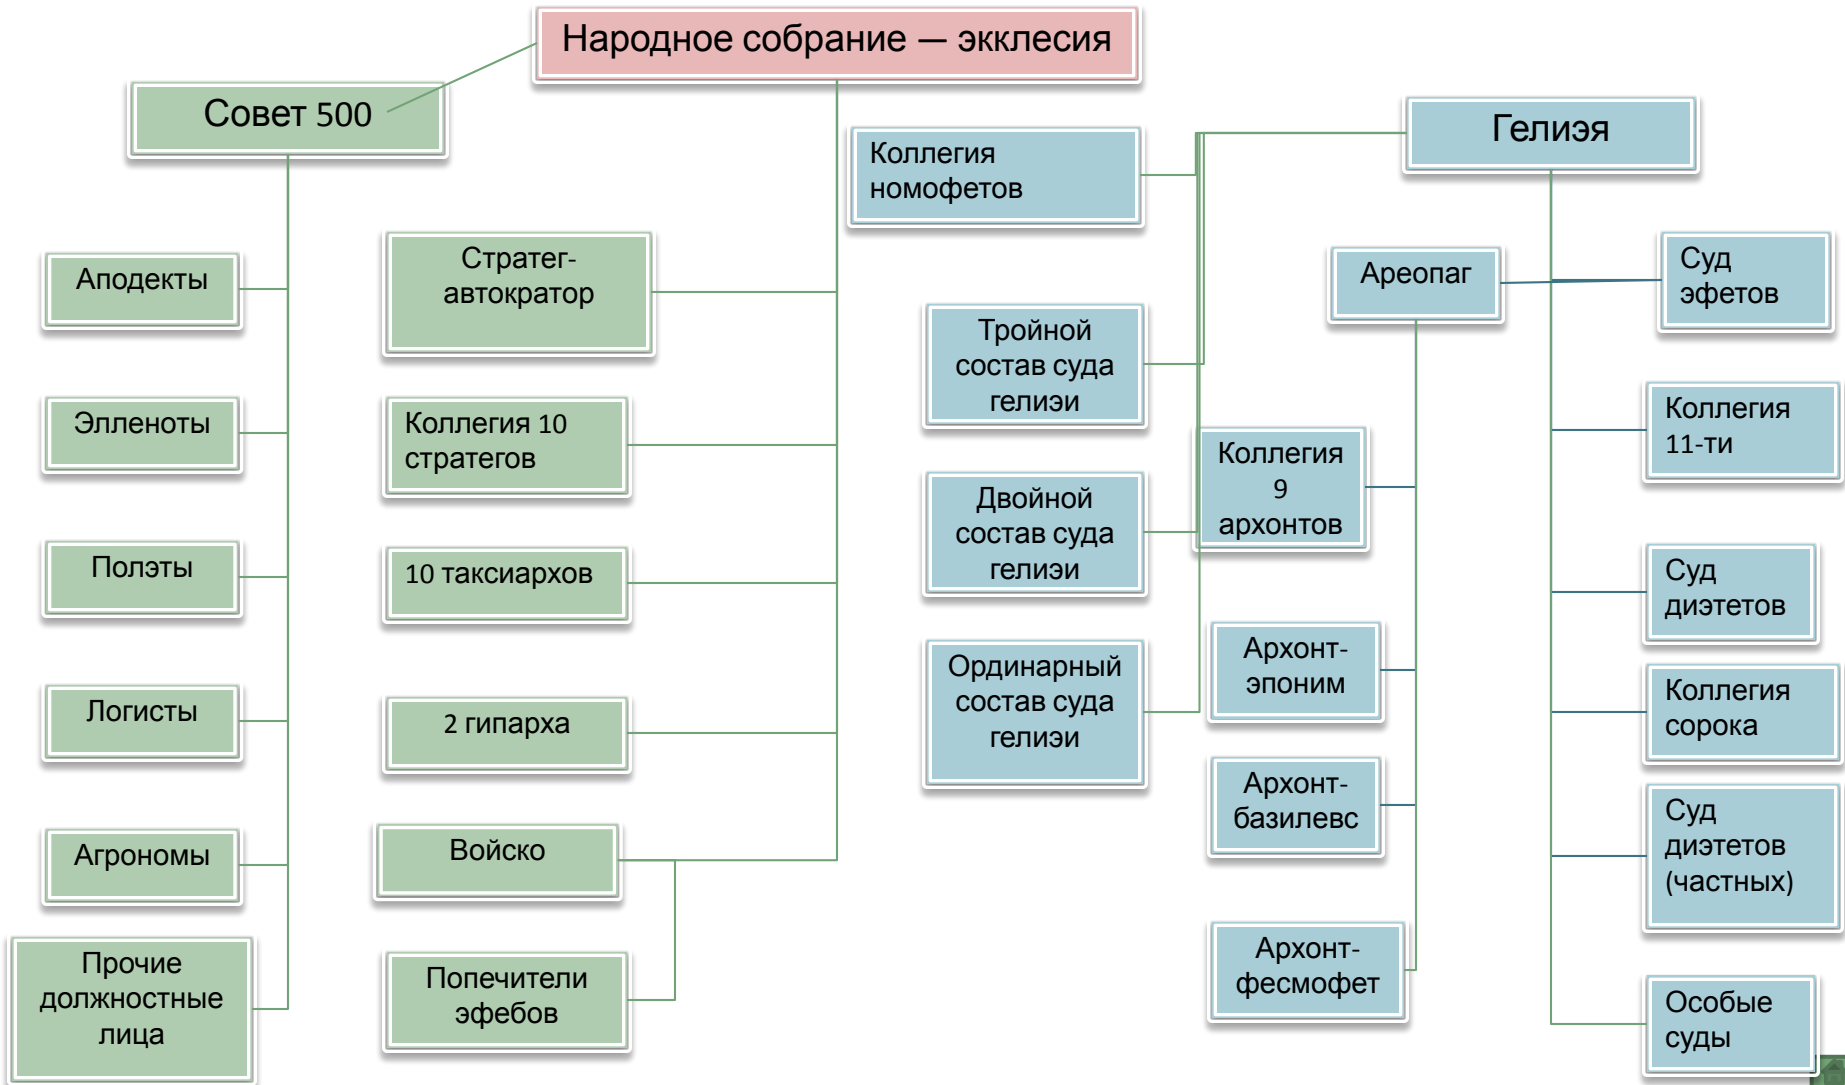 Народное собрание — экклесия
Совет 500
Аподекты
Элленоты
Полэты
Логисты
Агрономы
Прочие
должностные
лица
Стратег-
автократор
Коллегия 10
стратегов
10 таксиархов
2 гипарха
Войско
Попечители
эфебов
Гелиэя
Коллегия
номофетов
Тройной
состав суда
гелиэи
Двойной
состав суда
гелиэи
Ординарный
состав суда
гелиэи
Ареопаг
Коллегия
9
архонтов
Архонт-
эпоним
Архонт-
базилевс
Архонт-
фесмофет
Суд
эфетов
Коллегия
11-ти
Суд
диэтетов
Коллегия
сорока
Суд
диэтетов
(частных)
Особые
суды